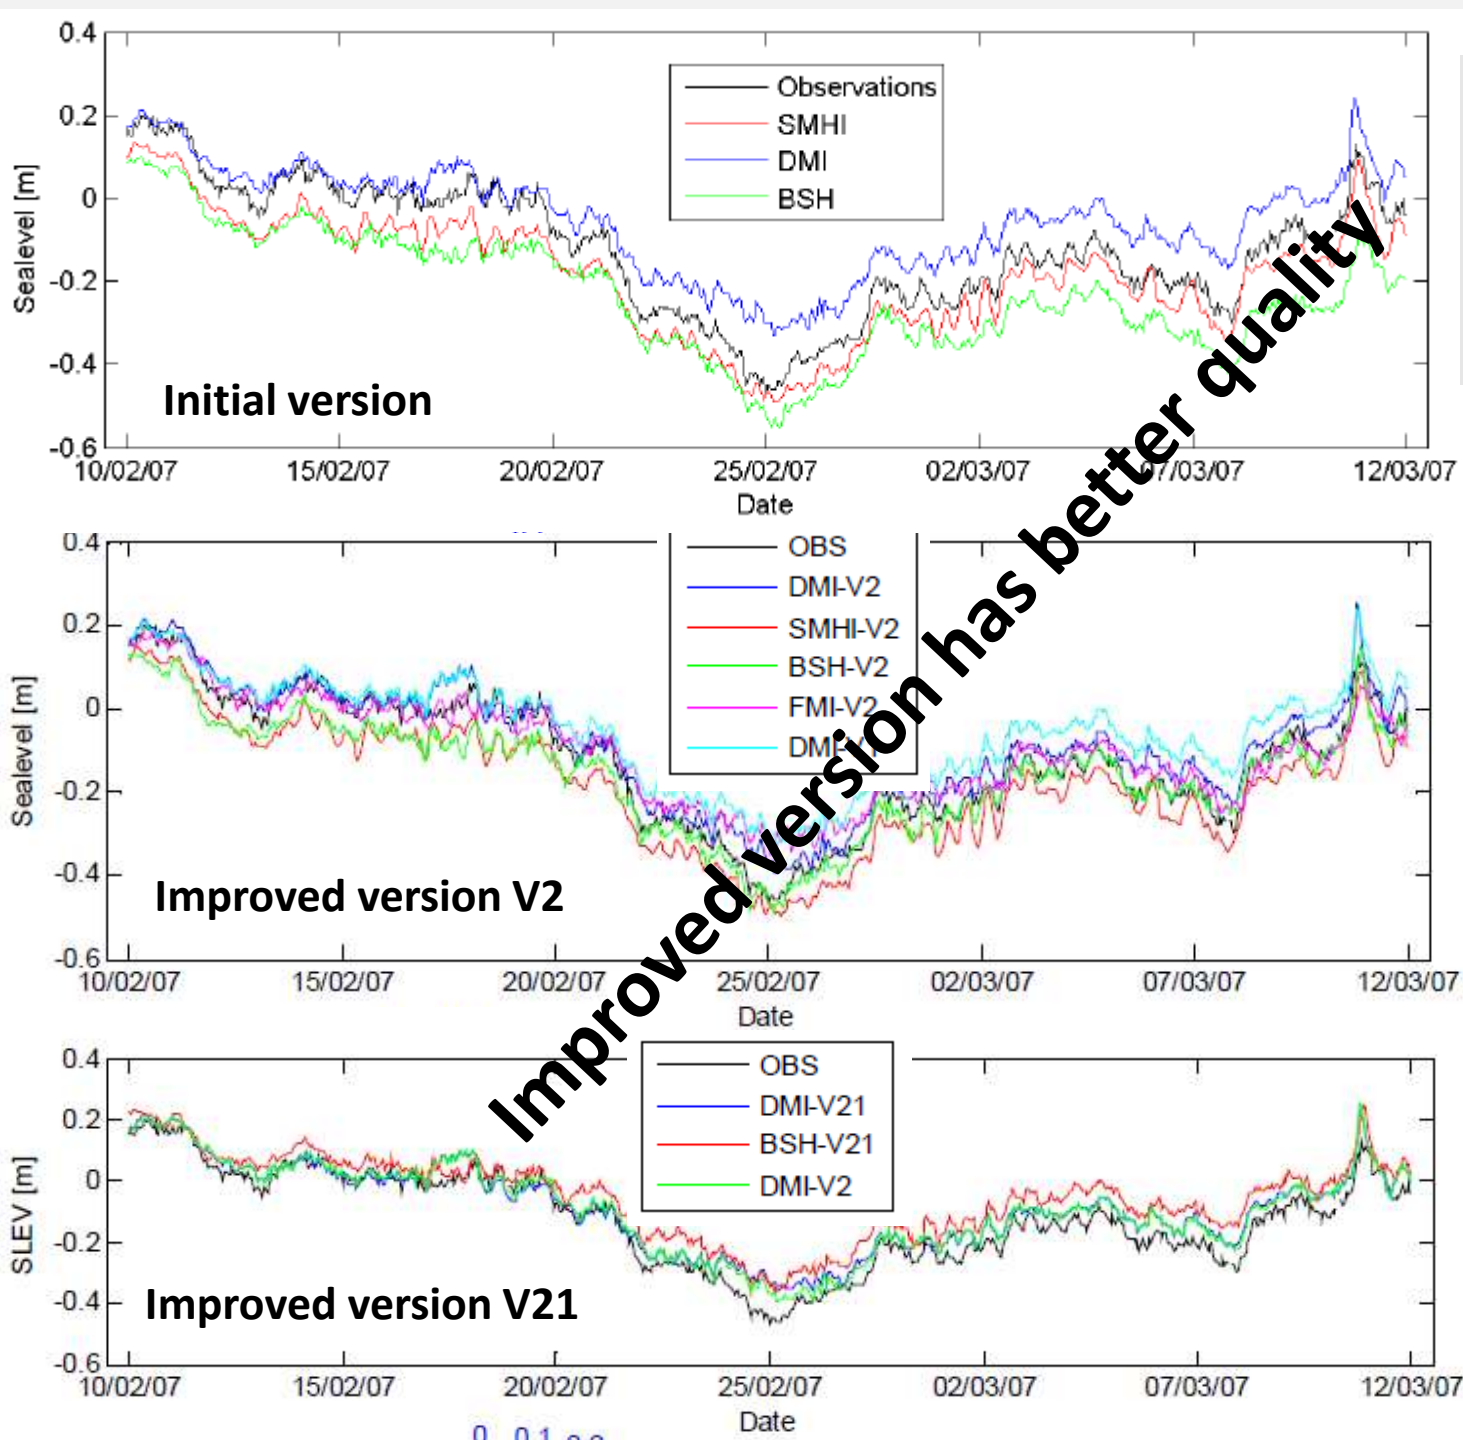 0.4
0.2
0
-0.2
-0.4
-0.6
Sealevel [m]
Observations
SMHI
DMI
BSH
Initial version
10/02/07 15/02/07 20/02/07 25/02/07 02/03/07 07/03/07 12/03/07
Date
Improved version has better quality
0.4
0.2
0
-0.2
-0.4
-0.6
Sealevel [m]
OBS
DMI-V2
SMHI-V2
BSH-V2
FMI-V2
DMI-V1
Improved version V2
10/02/07 15/02/07 20/02/07 25/02/07 02/03/07 07/03/07 12/03/07
Date
0.4
0.2
0
-0.2
-0.4
-0.6
SLEV [m]
OBS
DMI-V21
BSH-V21
DMI-V2
Improved version V21
10/02/07 15/02/07 20/02/07 25/02/07 02/03/07 07/03/07 12/03/07
Date